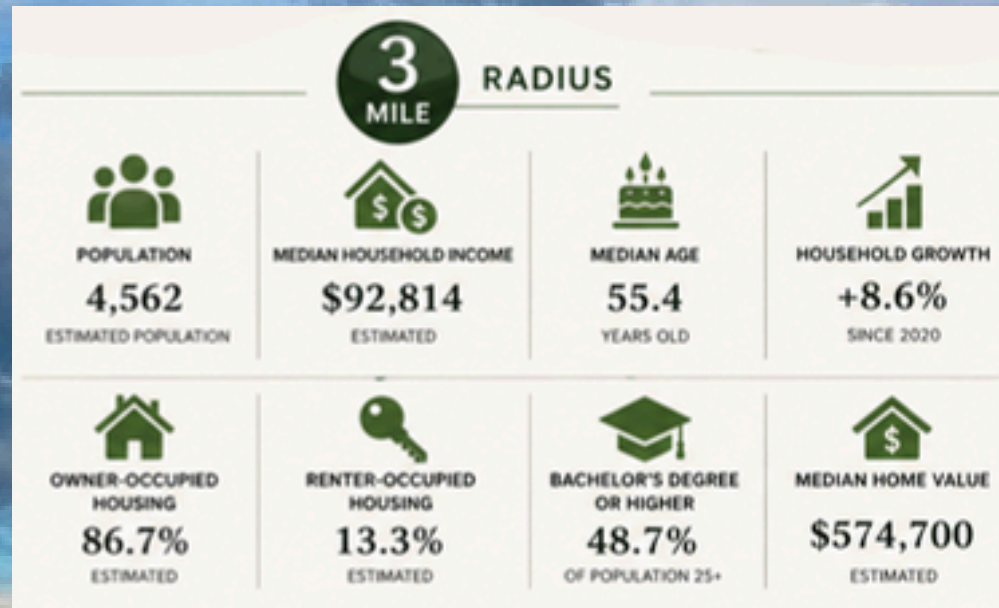 3
MILE
RADIUS
POPULATION
4,562
ESTIMATED POPULATION
MEDIAN HOUSEHOLD INCOME
$92,814
ESTIMATED
MEDIAN AGE
55.4
YEARS OLD
HOUSEHOLD GROWTH
+8.6%
SINCE 2020
OWNER-OCCUPIED
HOUSING
86.7%
ESTIMATED
RENTER-OCCUPIED
HOUSING
13.3%
ESTIMATED
BACHELOR'S DEGREE
OR HIGHER
48.7%
OF POPULATION 25+
MEDIAN HOME VALUE
$574,700
ESTIMATED